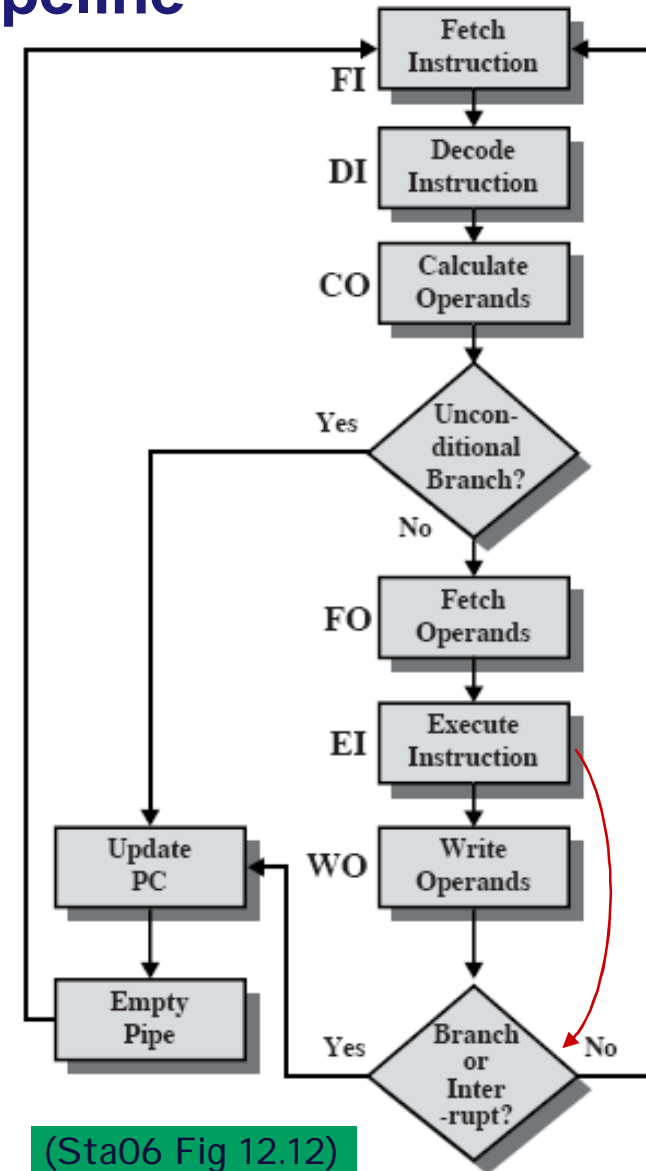 Fetch
Instruction
FI
Decode
Instruction
DI
Calculate
Operands
CO
Yes
Uncon-
ditional
Branch?
No
Fetch
Operands
FO
Execute
Instruction
EI
Update
PC
WO
Write
Operands
Empty
Pipe
Yes
Branch
or
Inter
-rupt?
No
(Sta06 Fig 12.12)